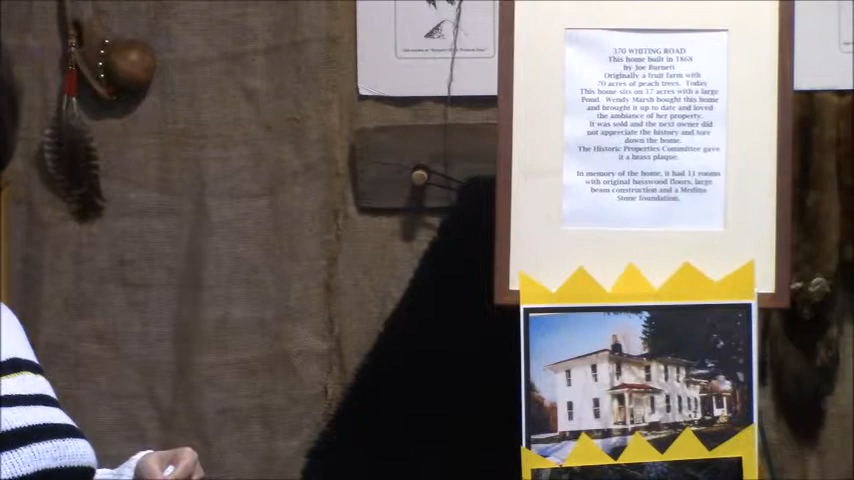 370 WHITING ROAD
This home built in 1868
by Joe Burnett
Originally a fruit farm with
70 acres of peach trees. Today
This home sits on 17 acres with a large
Pond. Wendy Marsh bought this home
and brought it up to date and loved
the ambiance of her property.
It was sold and the next owner did
not appreciate the history and tore
down the home.
The Historic Properties Committee gave
it a brass plaque.
In memory of the home, it had 11 rooms
with original basswood floors, large
beam construction and a Medina
Stone foundation.